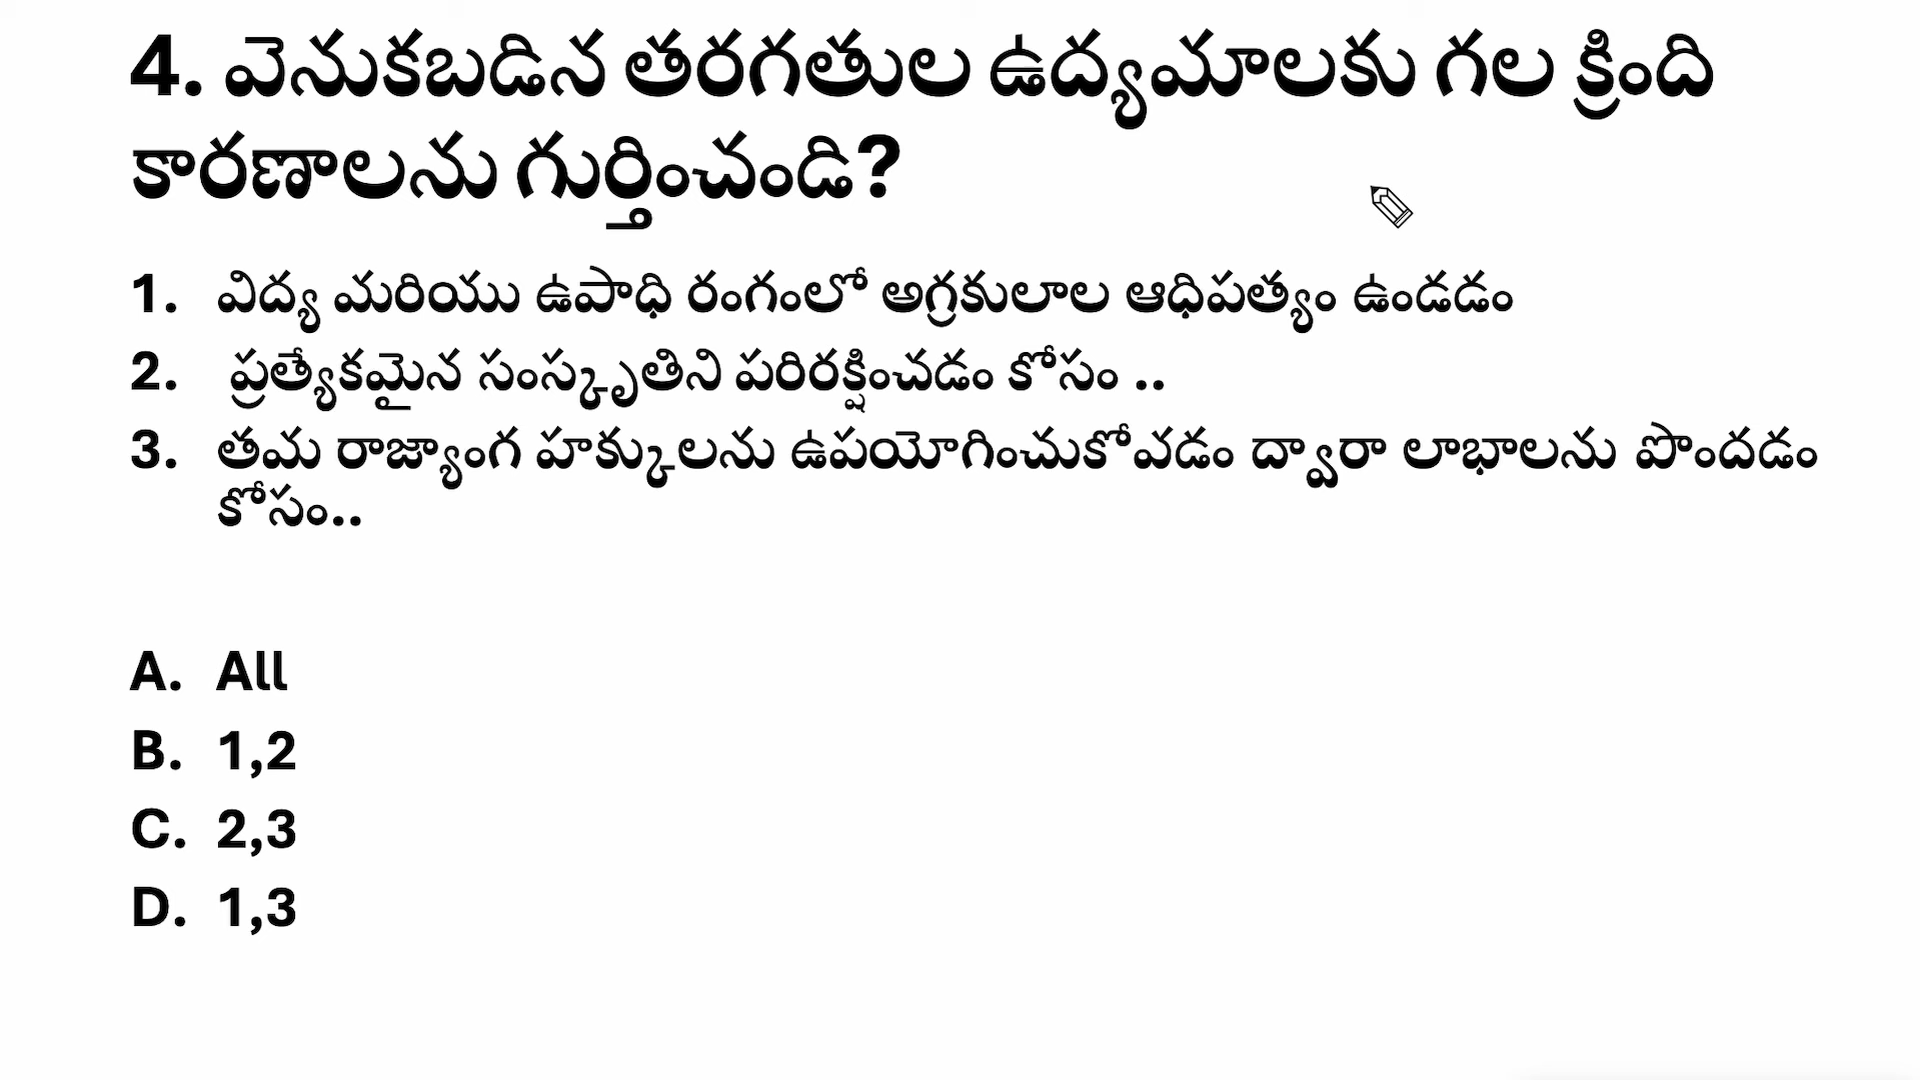 4. వెనుకబడిన తరగతుల ఉద్యమాలకు గల క్రింది
కారణాలను గుర్తించండి?
1. విద్య మరియు ఉపాధి రంగంలో అగ్రకులాల ఆధిపత్యం ఉండడం
2. ప్రత్యేకమైన సంస్కృతిని పరిరక్షించడం కోసం ..
3. తమ రాజ్యాంగ హక్కులను ఉపయోగించుకోవడం ద్వారా లాభాలను పొందడం
కోసం..
A. All
B. 1,2
C. 2,3
D. 1,3